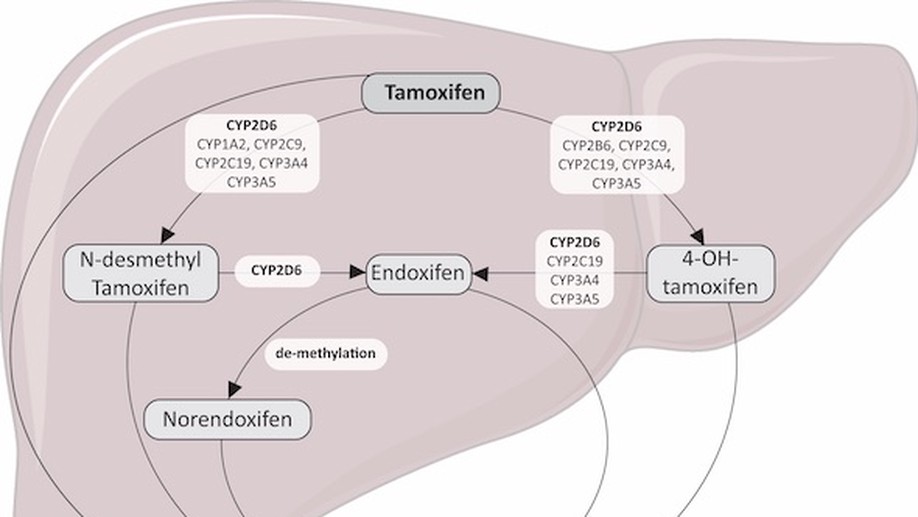 Tamoxifen
CYP2D6
CYP1A2, CYP2C9,
CYP2C19, CYP3A4
CYP3A5
CYP2D6
CYP2B6, CYP2C9,
CYP2C19, CYP3A4,
CYP3A5
N-desmethyl
Tamoxifen
CYP2D6
Endoxifen
CYP2D6
CYP2C19
CYP3A4
CYP3A5
4-OH-
tamoxifen
de-methylation
Norendoxifen